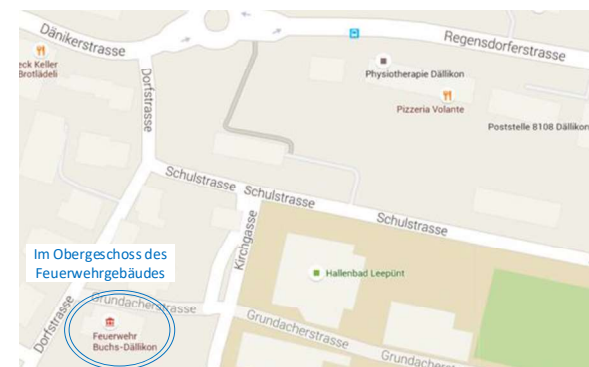 Dänikerstrasse
Regensdorferstrasse
eck Keller
Brotlädeli
Dorfstrasse
Physiotherapie Dällikon
Pizzeria Volante
Poststelle 8108 Dällikon
Schulstrasse
Schulstrasse
Schulstrasse
Kirchgasse
Im Obergeschoss des
Feuerwehrgebäudes
Hallenbad Leepünt
Grundacherstrasse
Grundacherstrasse
Grundacher
Dorfstrasse
Feuerwehr
Buchs-Dällikon